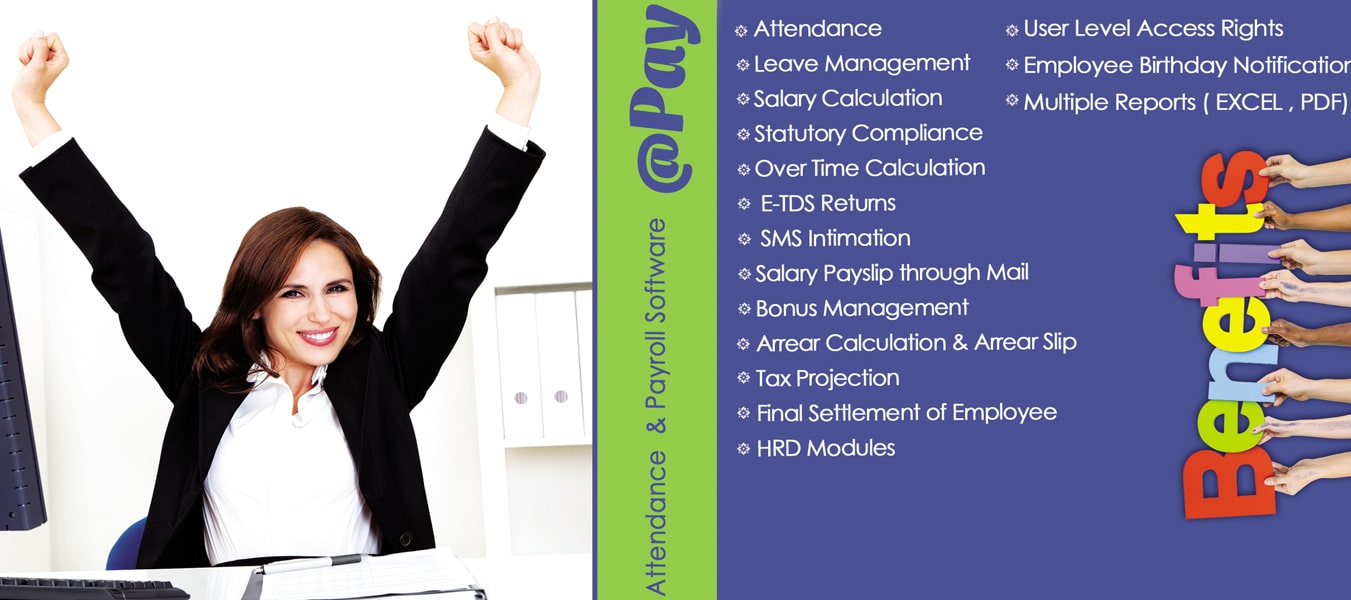 @Pay
Attendance & Payroll Software
Attendance
Leave Management
Salary Calculation
Statutory Compliance
Over Time Calculation
E-TDS Returns
SMS Intimation
Salary Payslip through Mail
Bonus Management
Arrear Calculation & Arrear Slip
Tax Projection
Final Settlement of Employee
HRD Modules
User Level Access Rights
Employee Birthday Notification
Multiple Reports ( EXCEL , PDF)
Benefits